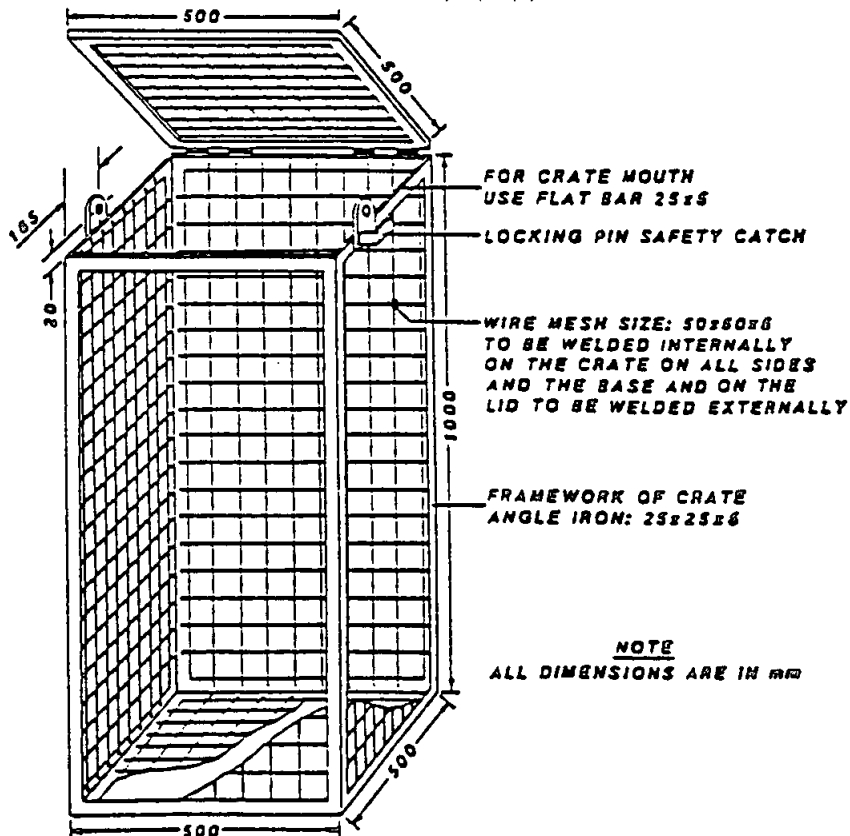 500
500
165
FOR CRATE MOUTH
USE FLAT BAR 25x6
LOCKING PIN SAFETY CATCH
20
WIRE MESH SIZE: 50x50x6
TO BE WELDED INTERNALLY
ON THE CRATE ON ALL SIDES
AND THE BASE AND ON THE
LID TO BE WELDED EXTERNALLY
1000
FRAMEWORK OF CRATE
ANGLE IRON: 25x25x6
NOTE
ALL DIMENSIONS ARE IN mm
500
500